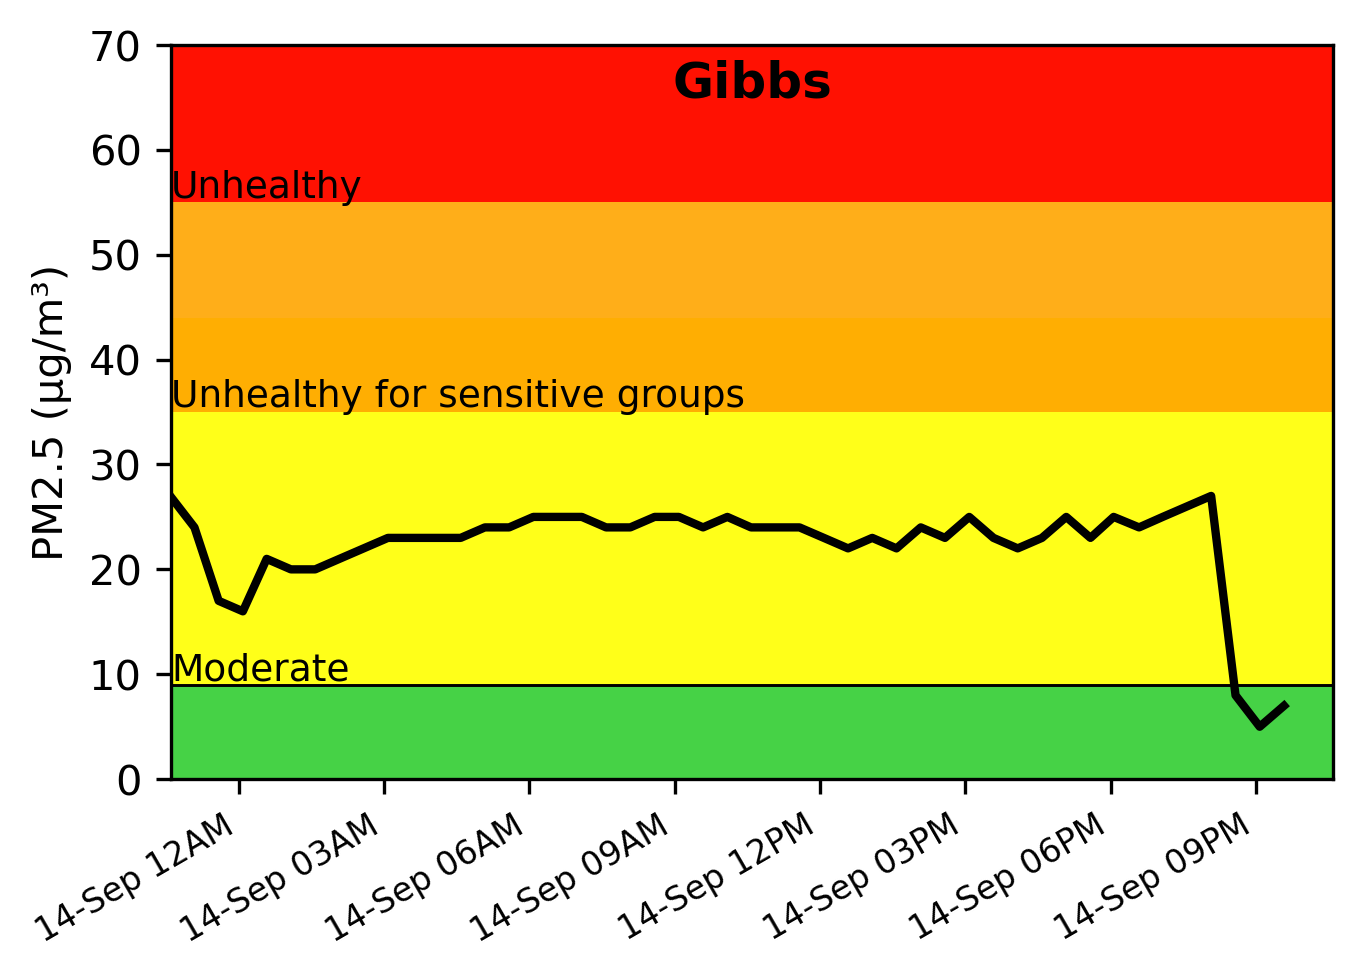 Gibbs
PM2.5 (µg/m³)
70
60
50
40
30
20
10
0
Unhealthy
Unhealthy for sensitive groups
Moderate
14-Sep 12AM
14-Sep 03AM
14-Sep 06AM
14-Sep 09AM
14-Sep 12PM
14-Sep 03PM
14-Sep 06PM
14-Sep 09PM